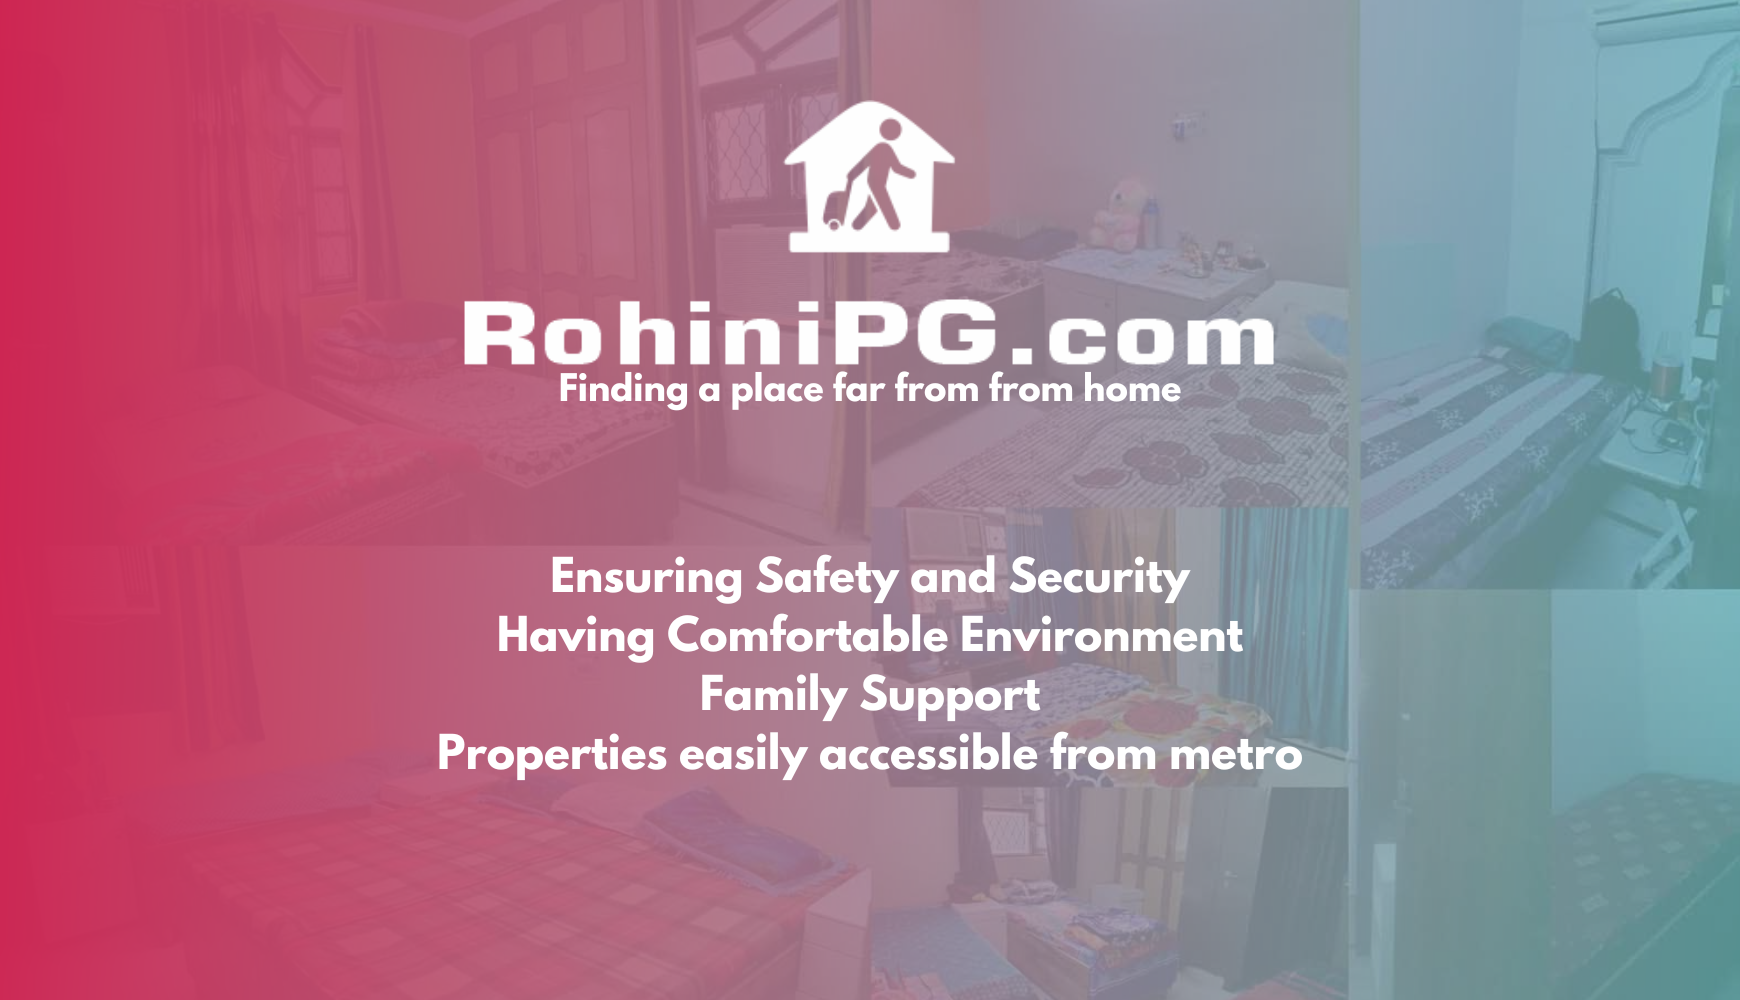 RohiniPG.com
Finding a place far from from home
Ensuring Safety and Security
Having Comfortable Environment
Family Support
Properties easily accessible from metro